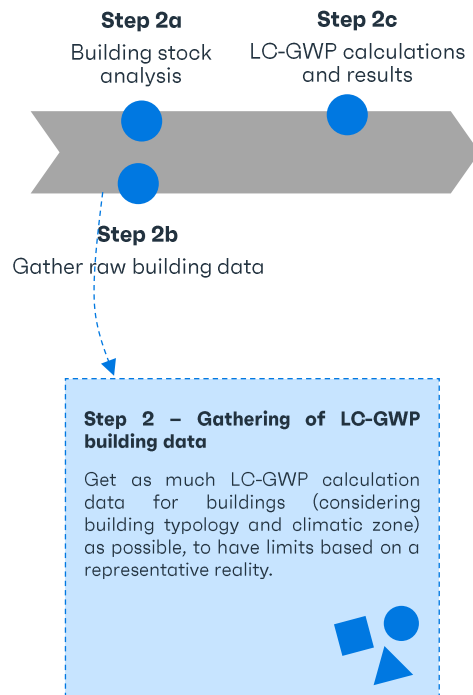 Step 2a
Building stock
analysis
Step 2c
LC-GWP calculations
and results
Step 2b
Gather raw building data
Step 2 – Gathering of LC-GWP
building data
Get as much LC-GWP calculation
data for buildings (considering
building typology and climatic zone)
as possible, to have limits based on a
representative reality.